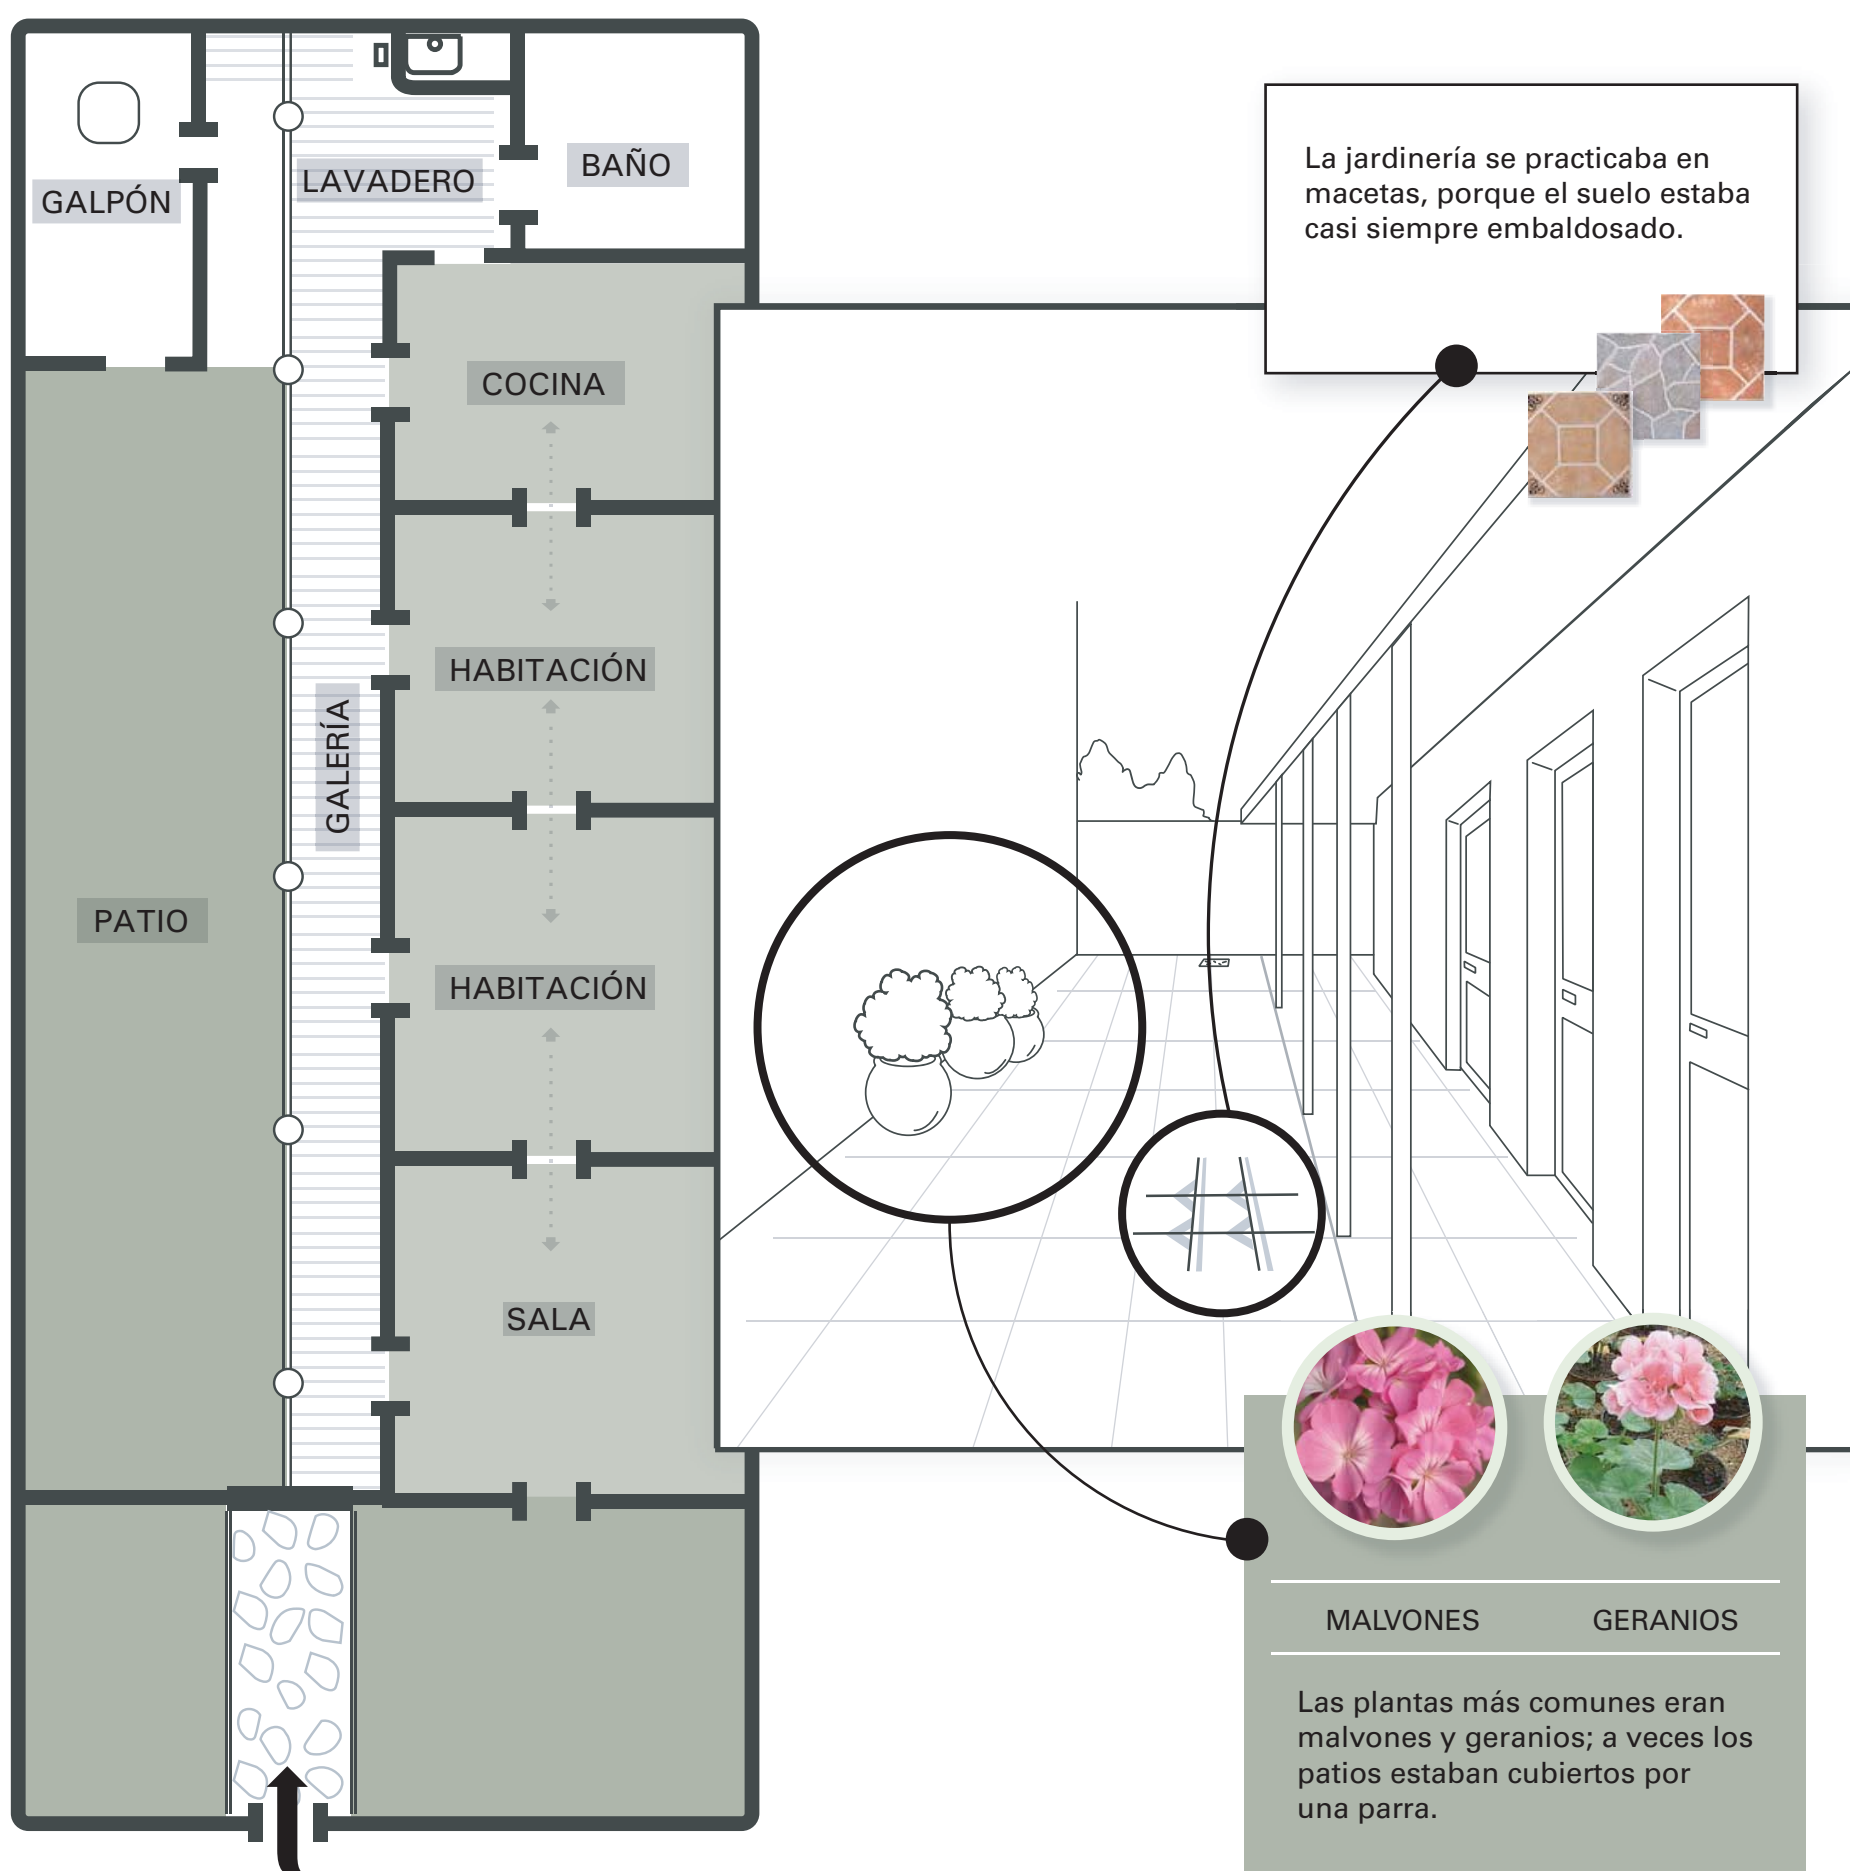 GALPÓN
LAVADERO
BAÑO
COCINA
HABITACIÓN
GALERÍA
PATIO
HABITACIÓN
SALA
La jardinería se practicaba en
macetas, porque el suelo estaba
casi siempre embaldosado.
MALVONES
GERANIOS
Las plantas más comunes eran
malvones y geranios; a veces los
patios estaban cubiertos por
una parra.